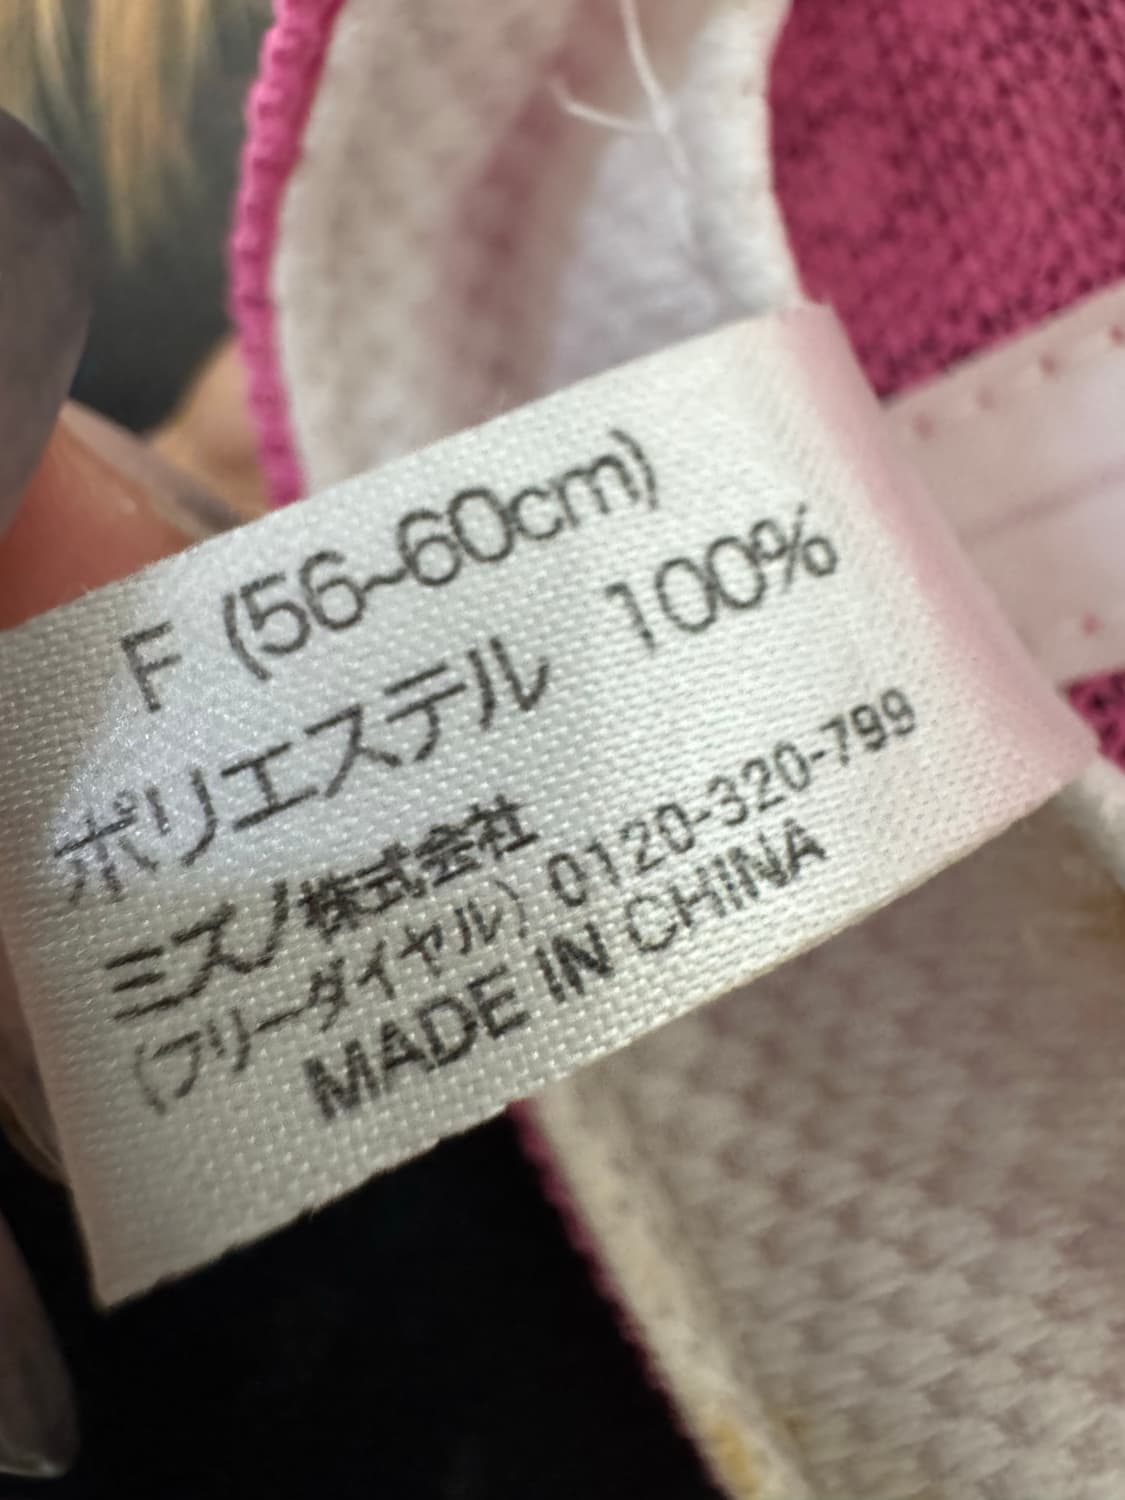 F (56~60cm)
ポリエステル 100%
ミズノ株式会社
(フリーダイヤル) 0120-320-799
MADE IN CHINA